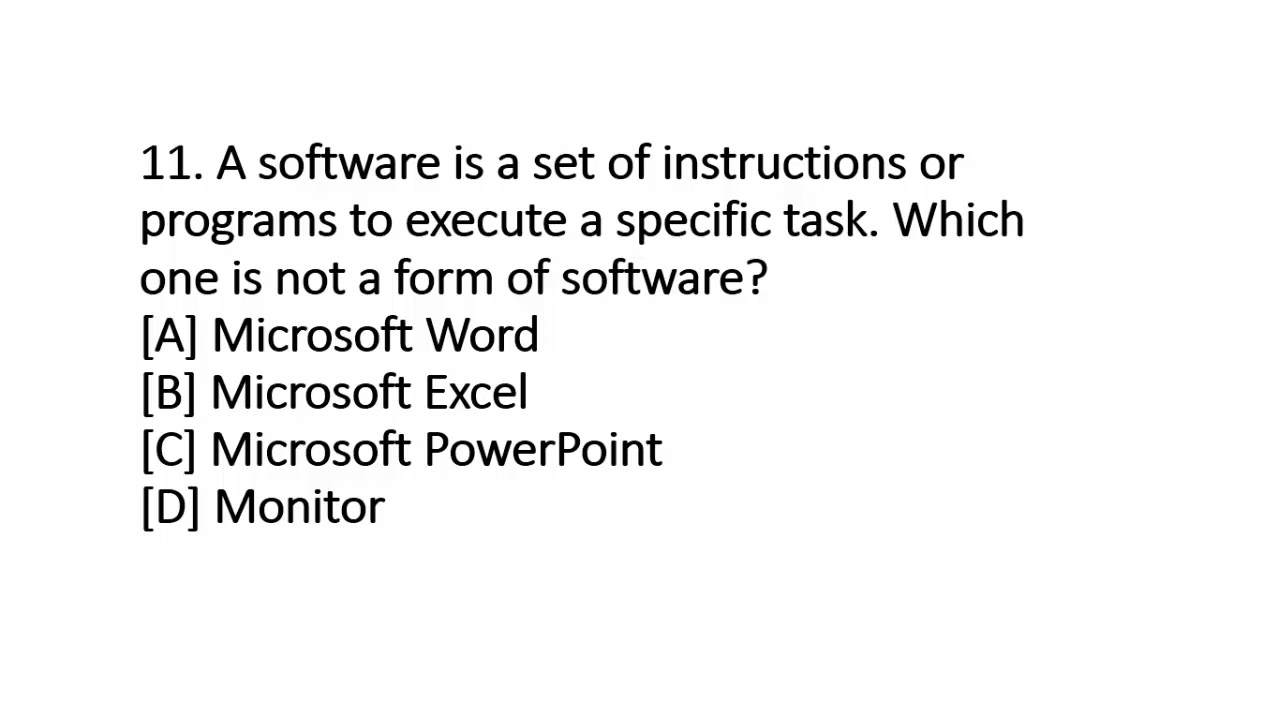 11. A software is a set of instructions or
programs to execute a specific task. Which
one is not a form of software?
[A] Microsoft Word
[B] Microsoft Excel
[C] Microsoft PowerPoint
[D] Monitor